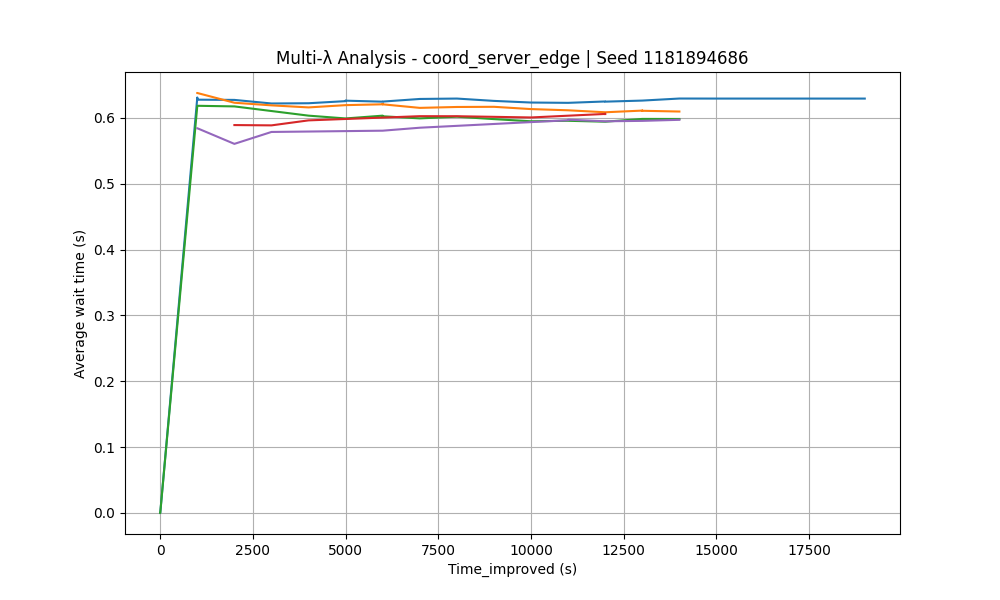 Multi-λ Analysis - coord_server_edge | Seed 1181894686
Average wait time (s)
0.6
0.5
0.4
0.3
0.2
0.1
0.0
0 2500 5000 7500 10000 12500 15000 17500
Time_improved (s)